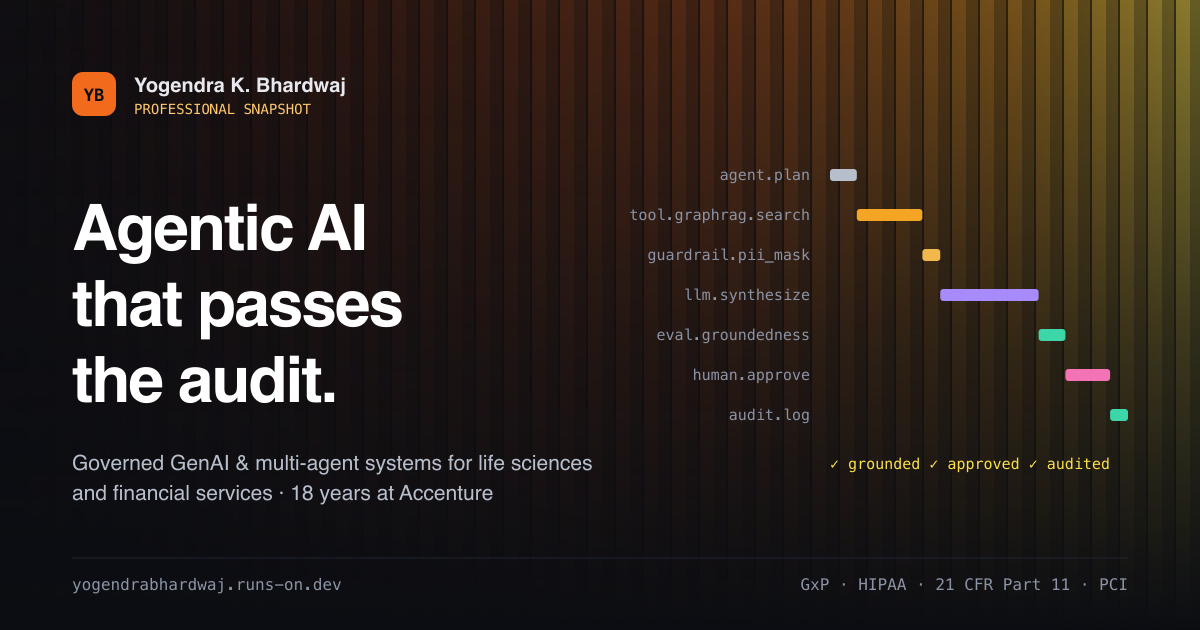 YB
Yogendra K. Bhardwaj
PROFESSIONAL SNAPSHOT
Agentic AI
that passes
the audit.
Governed GenAI & multi-agent systems for life sciences
and financial services · 18 years at Accenture
agent.plan
tool.graphrag.search
guardrail.pii_mask
llm.synthesize
eval.groundedness
human.approve
audit.log
✓ grounded ✓ approved ✓ audited
yogendrabhardwaj.runs-on.dev
GxP · HIPAA · 21 CFR Part 11 · PCI